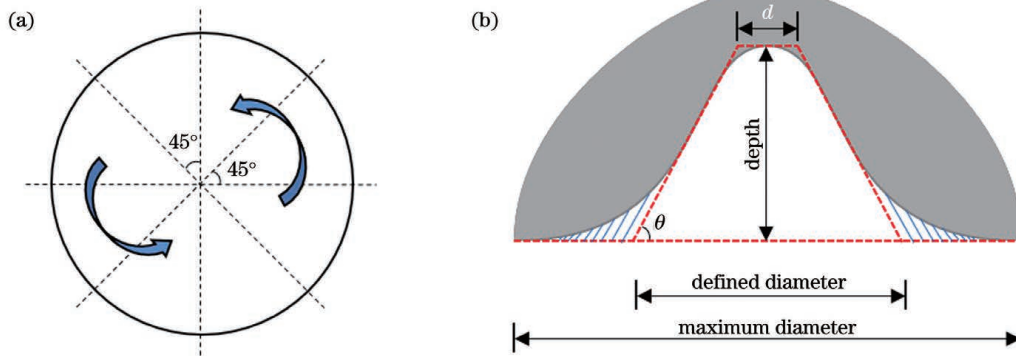 (a)
45°
45°
(b)
d
depth
θ
defined diameter
maximum diameter